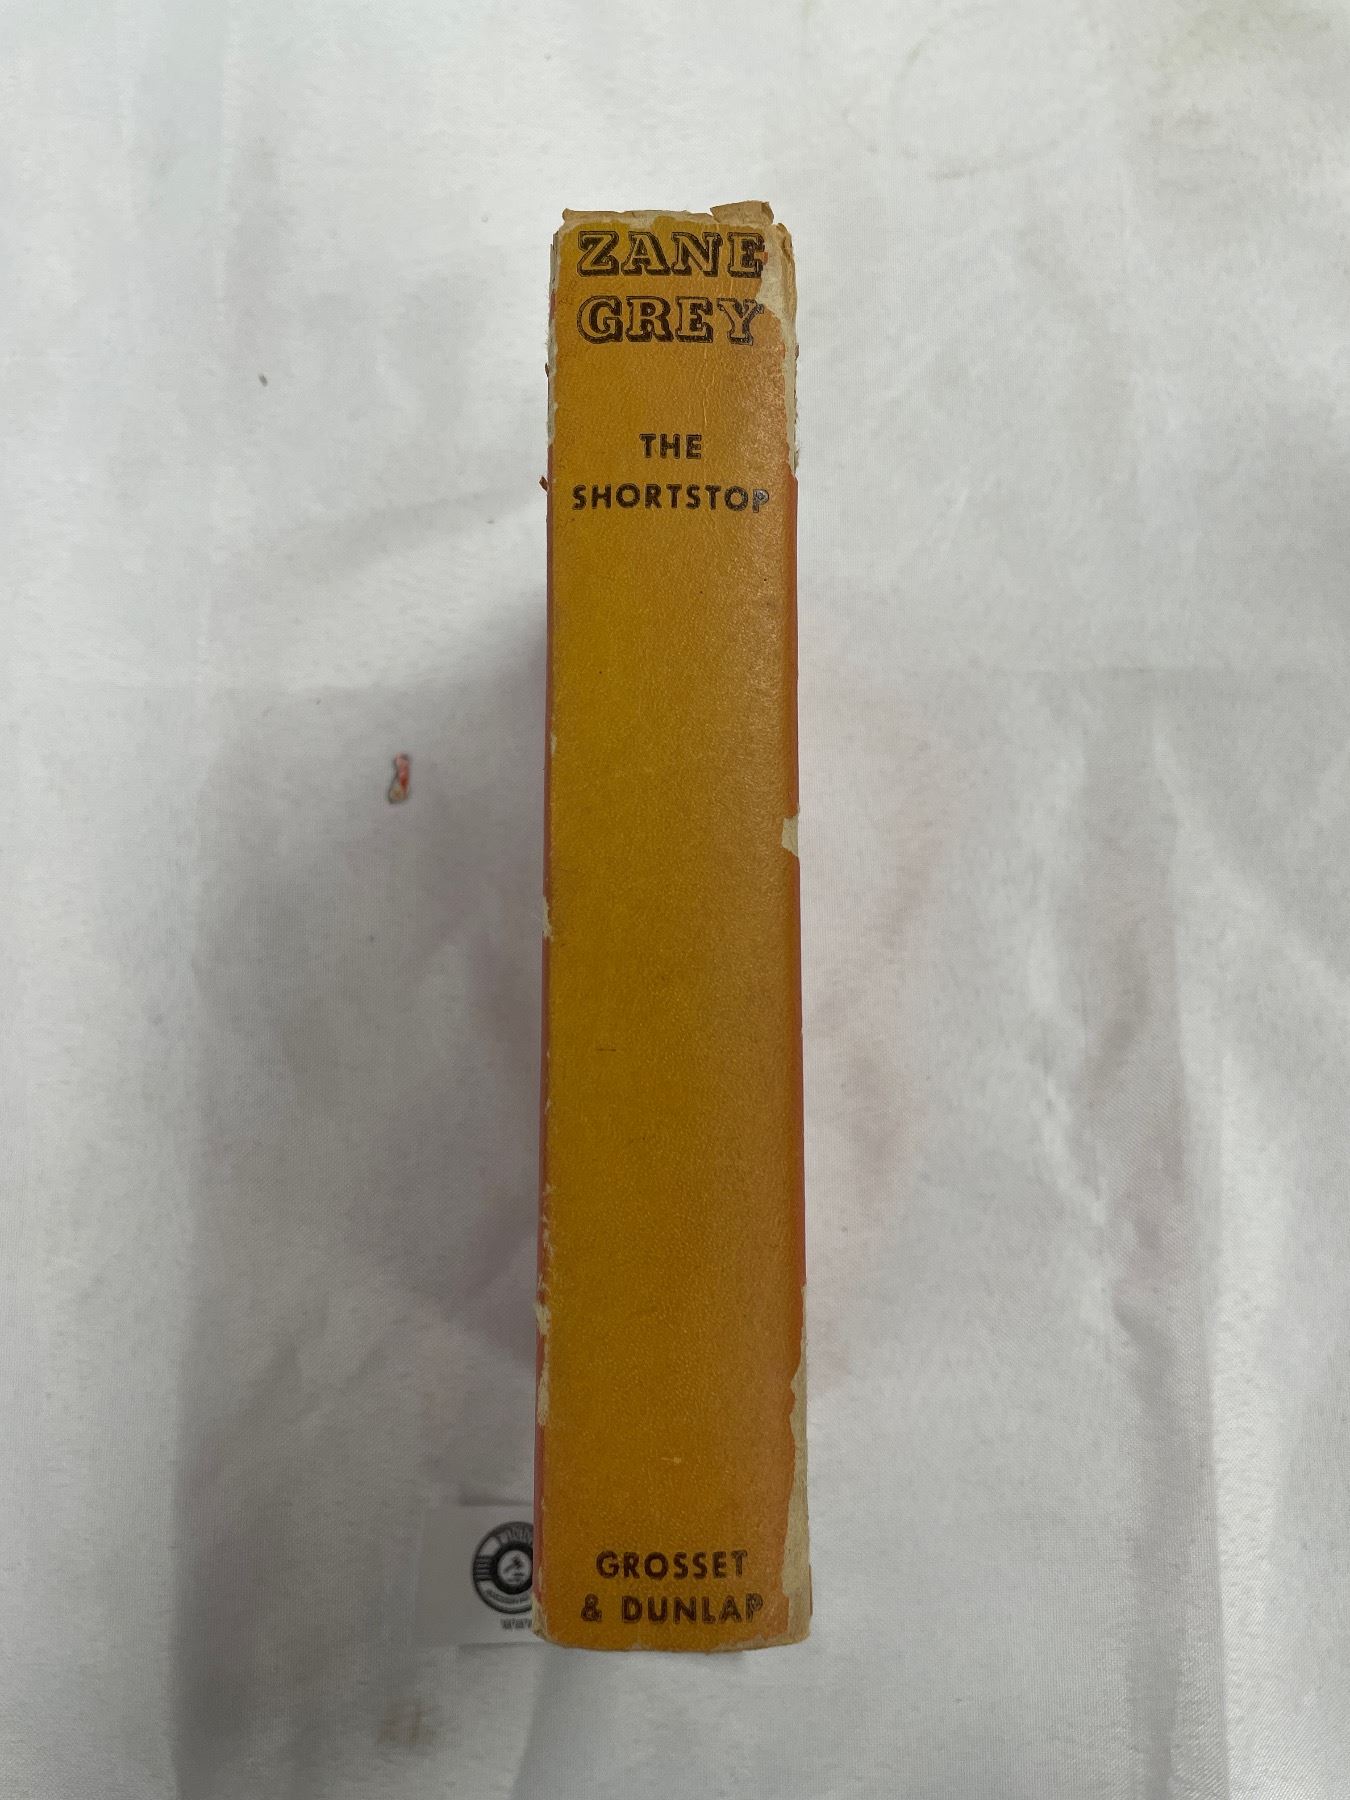 ZANE
GREY
THE
SHORTSTOP
GROSSET
& DUNLAP